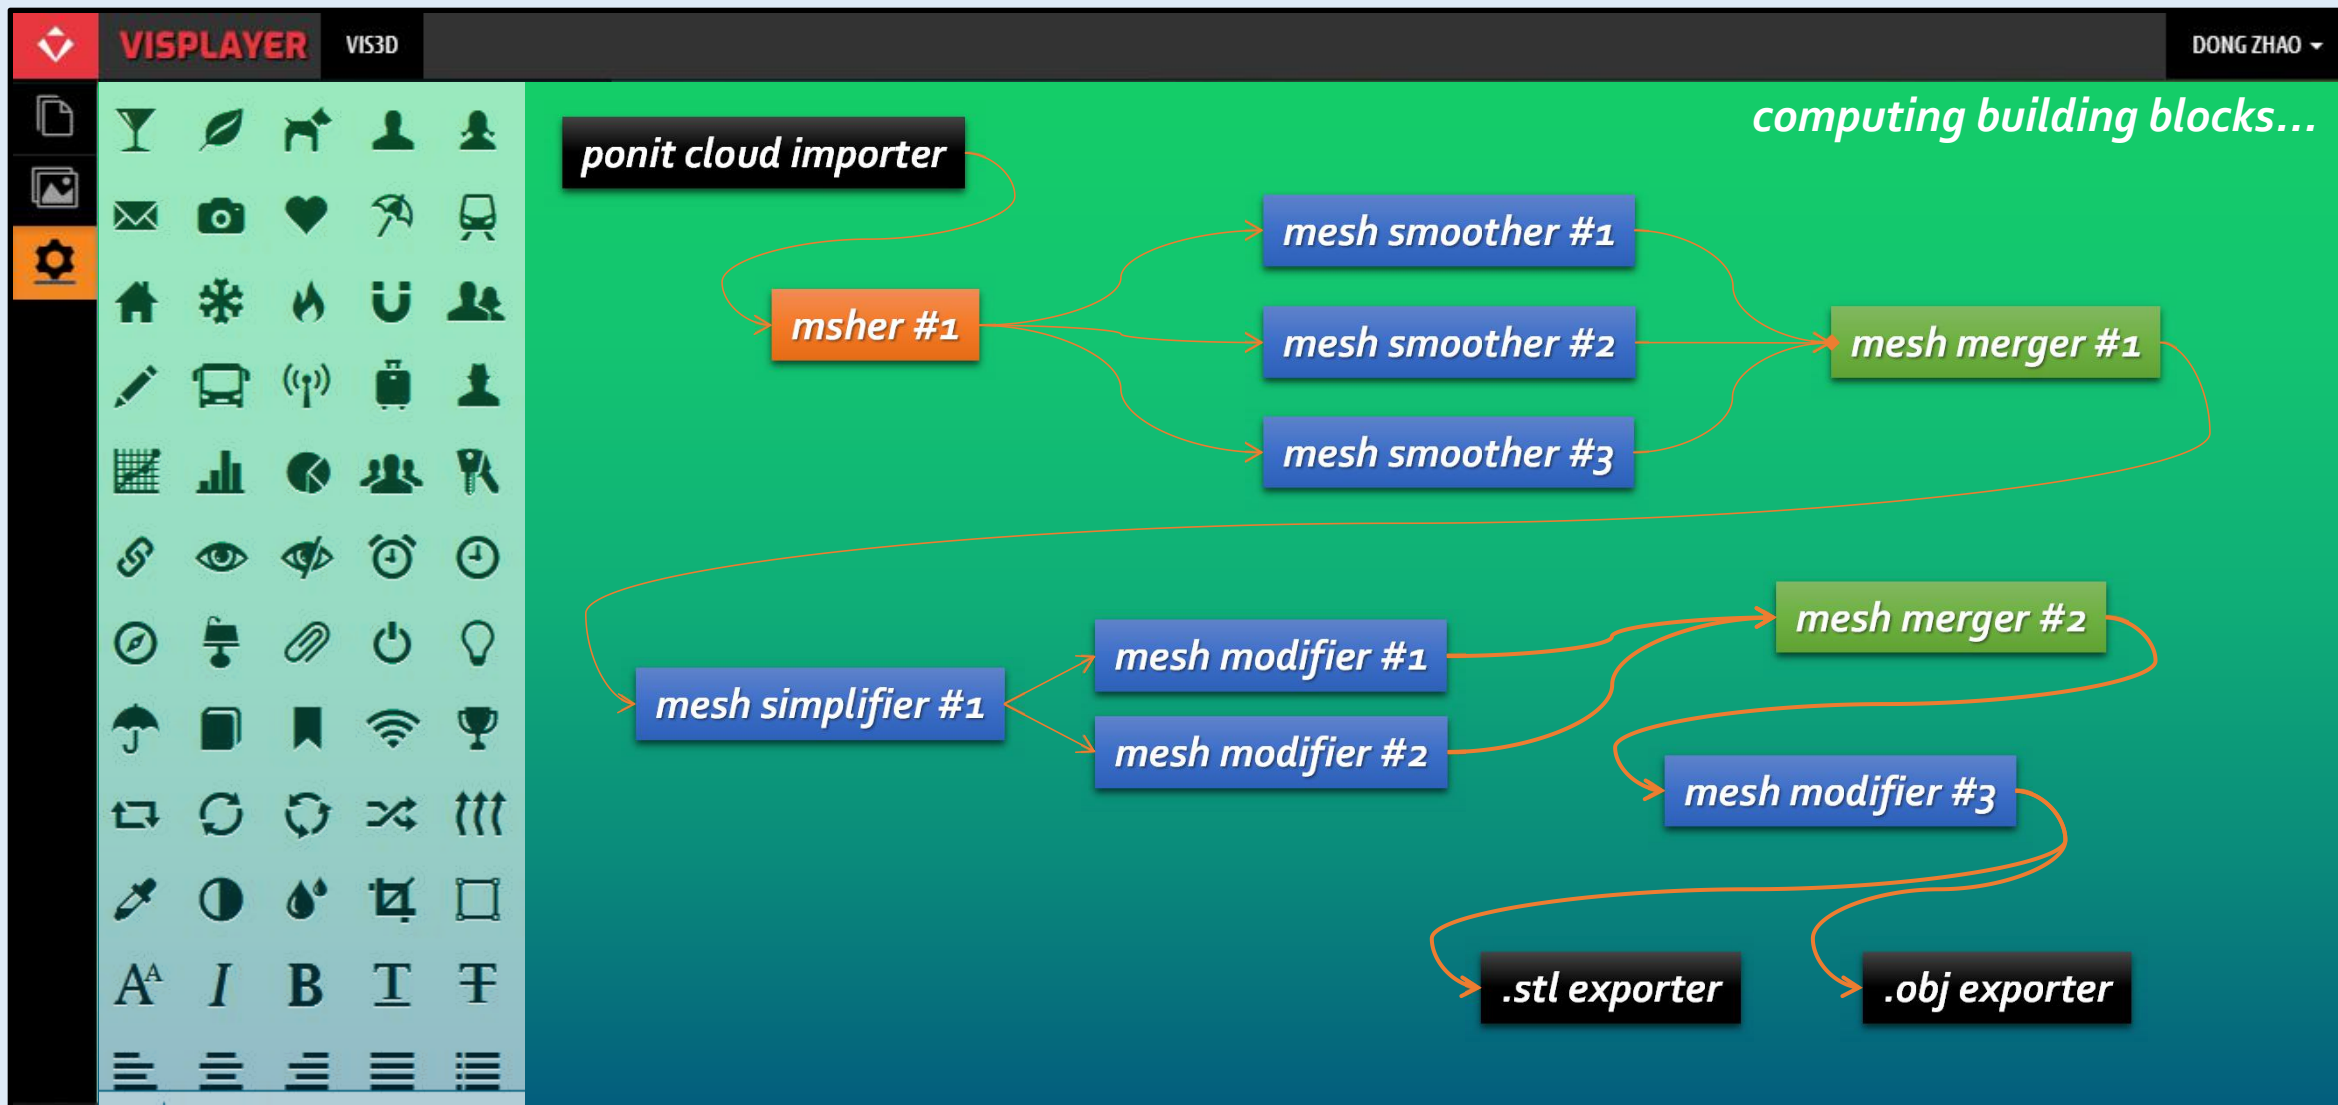 VISPLAYER
VIS3D
DONG ZHAO
computing building blocks...
ponit cloud importer
mesh smoother #1
msher #1
mesh smoother #2
mesh merger #1
mesh smoother #3
mesh merger #2
mesh modifier #1
mesh simplifier #1
mesh modifier #2
mesh modifier #3
.stl exporter
.obj exporter